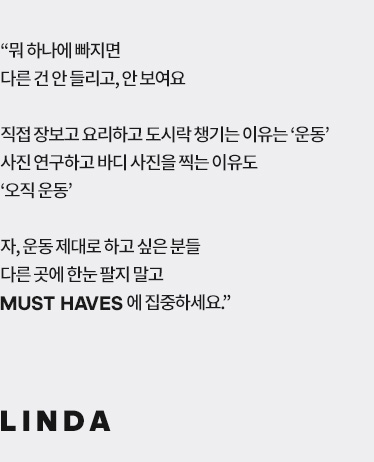 “뭐 하나에 빠지면
다른 건 안 들리고, 안 보여요
직접 장보고 요리하고 도시락 챙기는 이유는 ‘운동’
사진 연구하고 바디 사진을 찍는 이유도
‘오직 운동’
자, 운동 제대로 하고 싶은 분들
다른 곳에 한눈 팔지 말고
MUST HAVES 에 집중하세요.”
LINDA